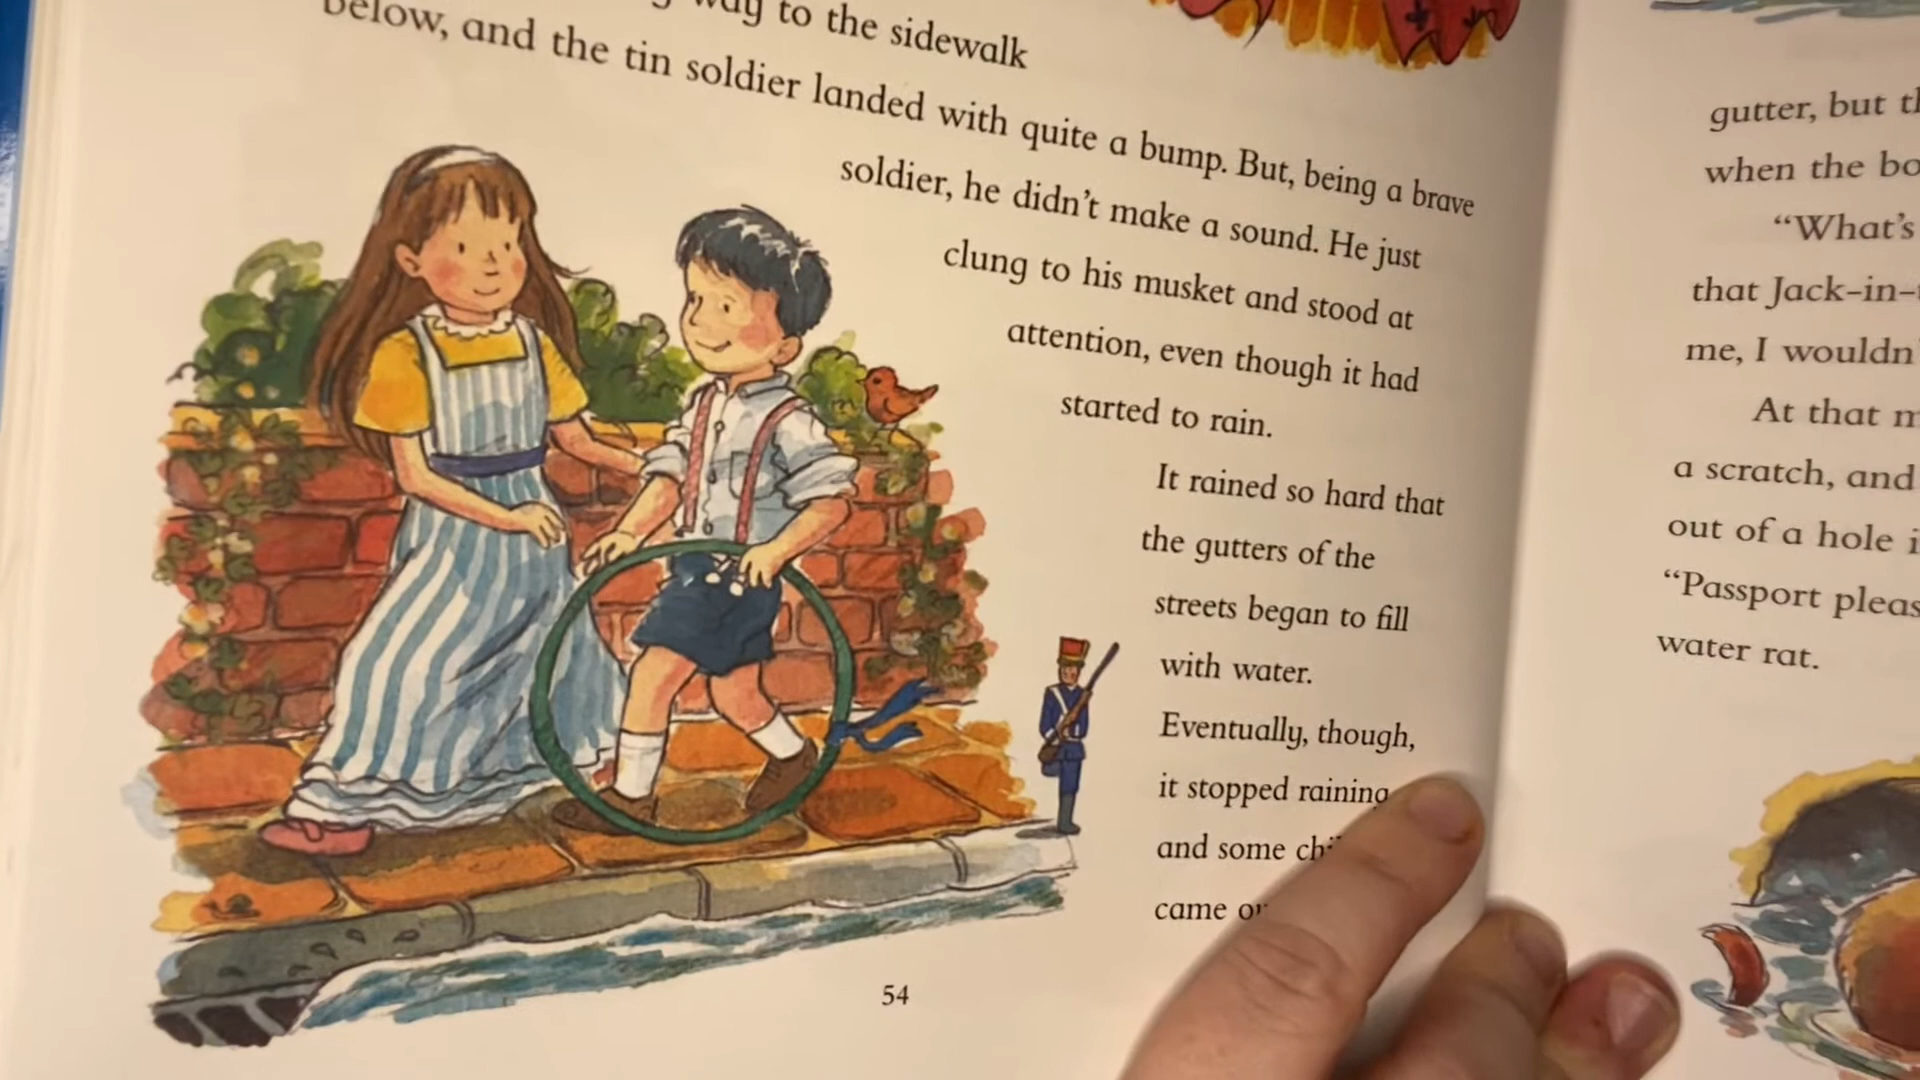 way to the sidewalk
below, and the tin soldier landed with quite a bump. But, being a brave
soldier, he didn't make a sound. He just
clung to his musket and stood at
attention, even though it had
started to rain.
It rained so hard that
the gutters of the
streets began to fill
with water.
Eventually, though,
it stopped raining
and some
came
54
gutter, but
when the
"What's
that Jack-in-
me, I
At that
a scratch, and
out of a hole
"Passport
water rat.